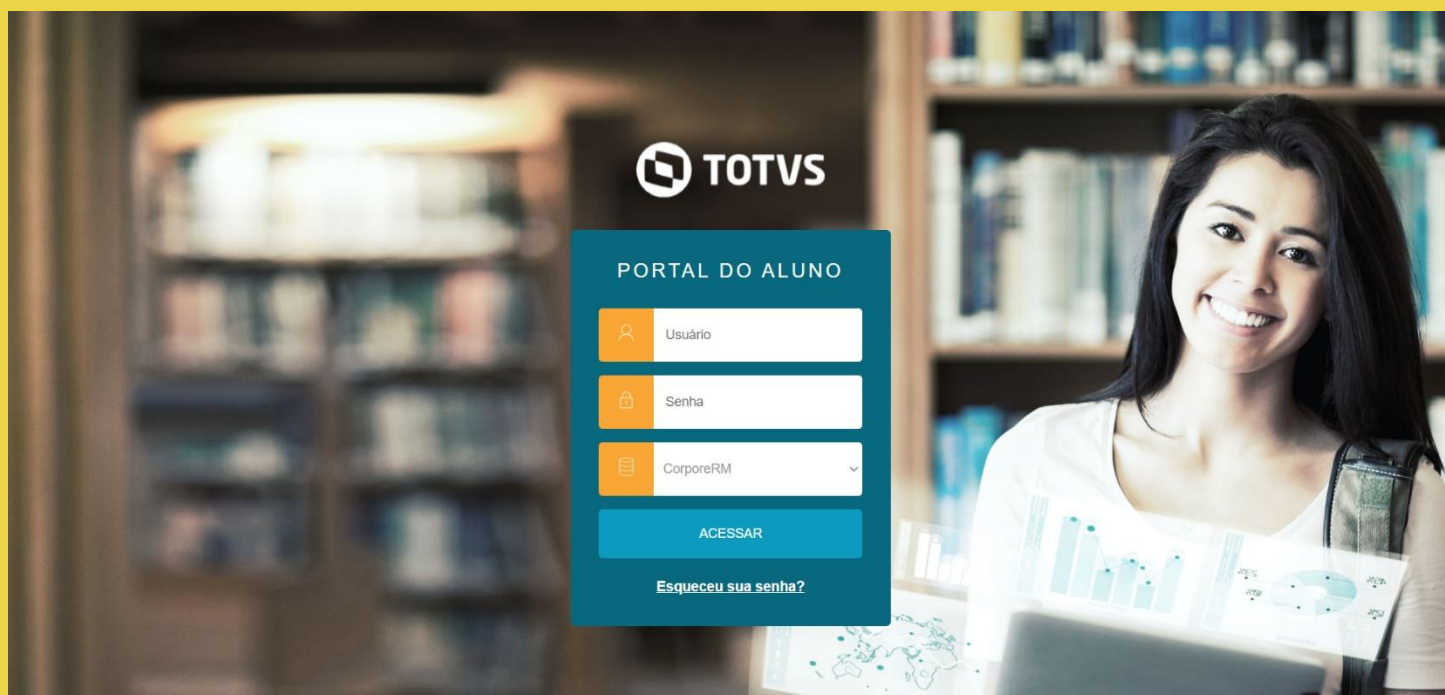 TOTVS
PORTAL DO ALUNO
Usuário
Senha
CorporeRM
ACESSAR
Esqueceu sua senha?